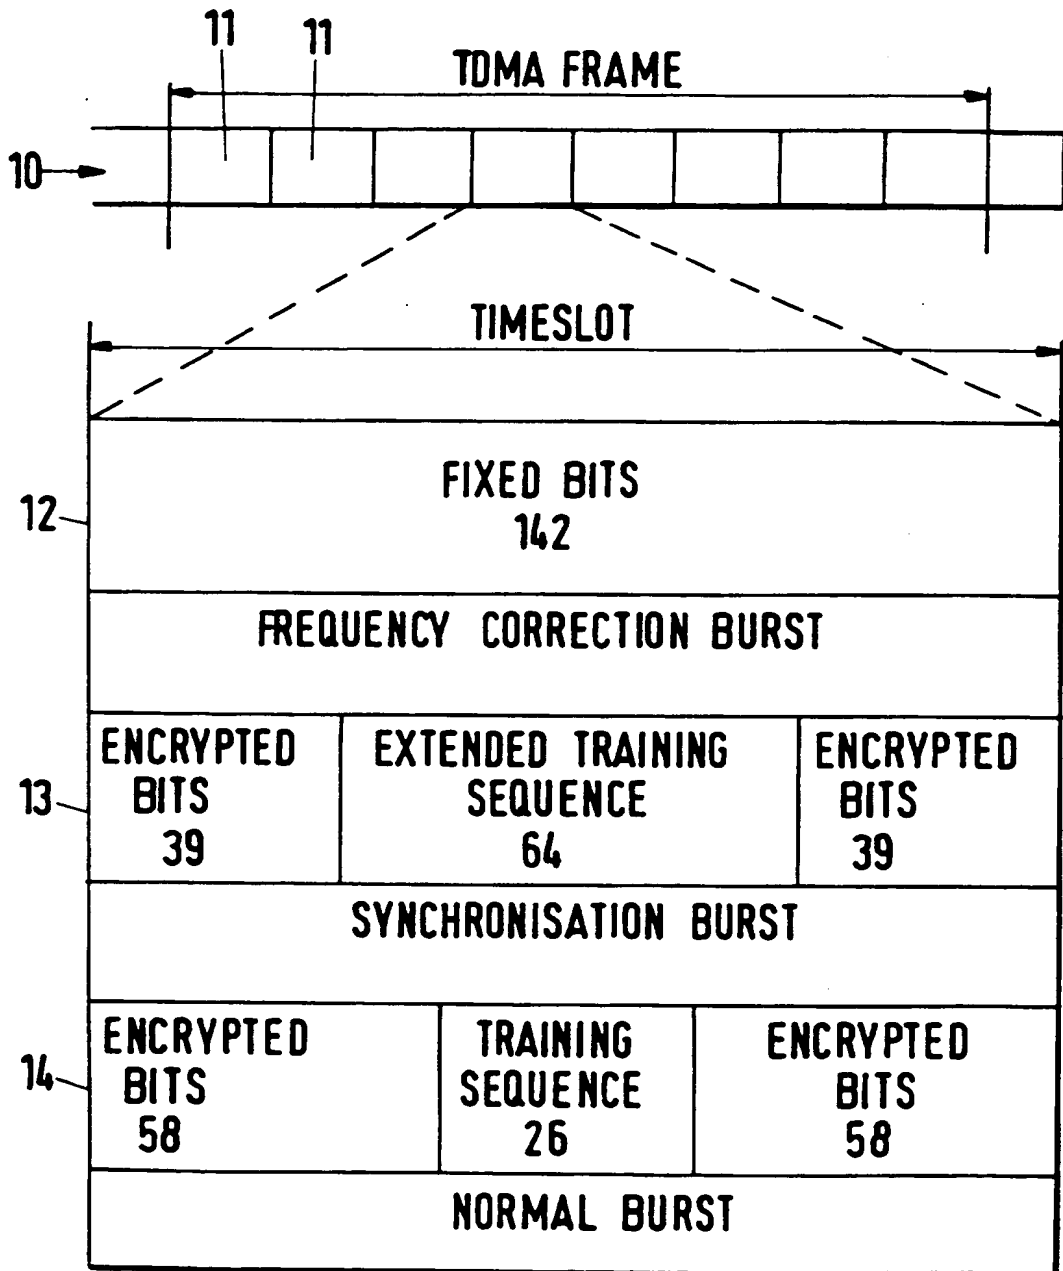 11 11
TDMA FRAME
10
TIMESLOT
12
FIXED BITS
142
FREQUENCY CORRECTION BURST
13
ENCRYPTED
BITS
39
EXTENDED TRAINING
SEQUENCE
64
ENCRYPTED
BITS
39
SYNCHRONISATION BURST
14
ENCRYPTED
BITS
58
TRAINING
SEQUENCE
26
ENCRYPTED
BITS
58
NORMAL BURST